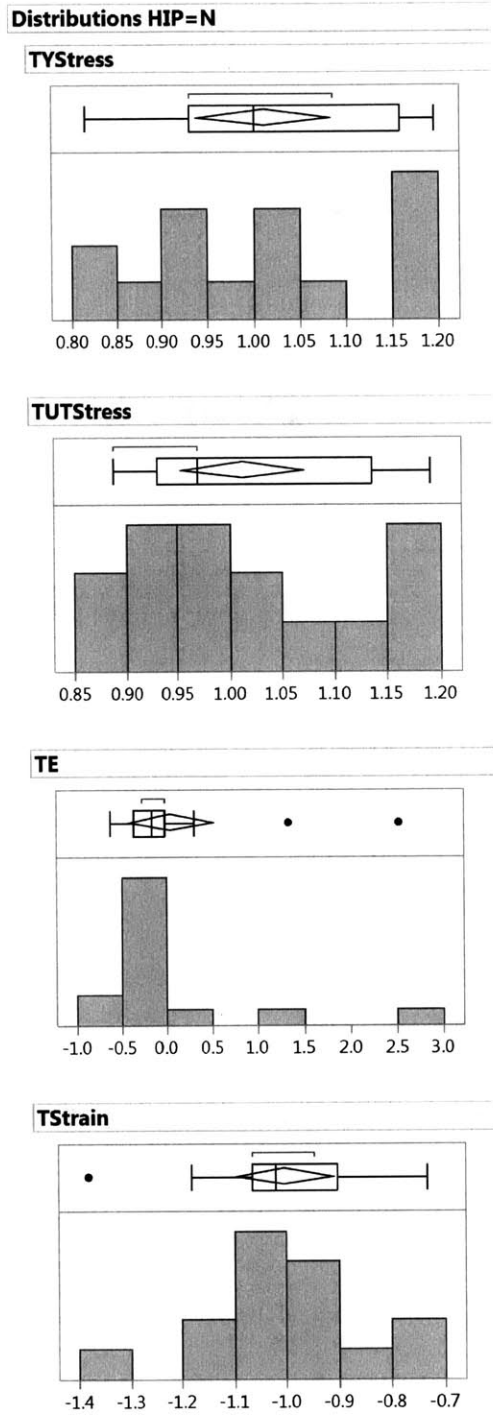 Distributions HIP=N
TYStress
0.80 0.85 0.90 0.95 1.00 1.05 1.10 1.15 1.20
TUTStress
0.85 0.90 0.95 1.00 1.05 1.10 1.15 1.20
TE
-1.0 -0.5 0.0 0.5 1.0 1.5 2.0 2.5 3.0
TStrain
-1.4 -1.3 -1.2 -1.1 -1.0 -0.9 -0.8 -0.7